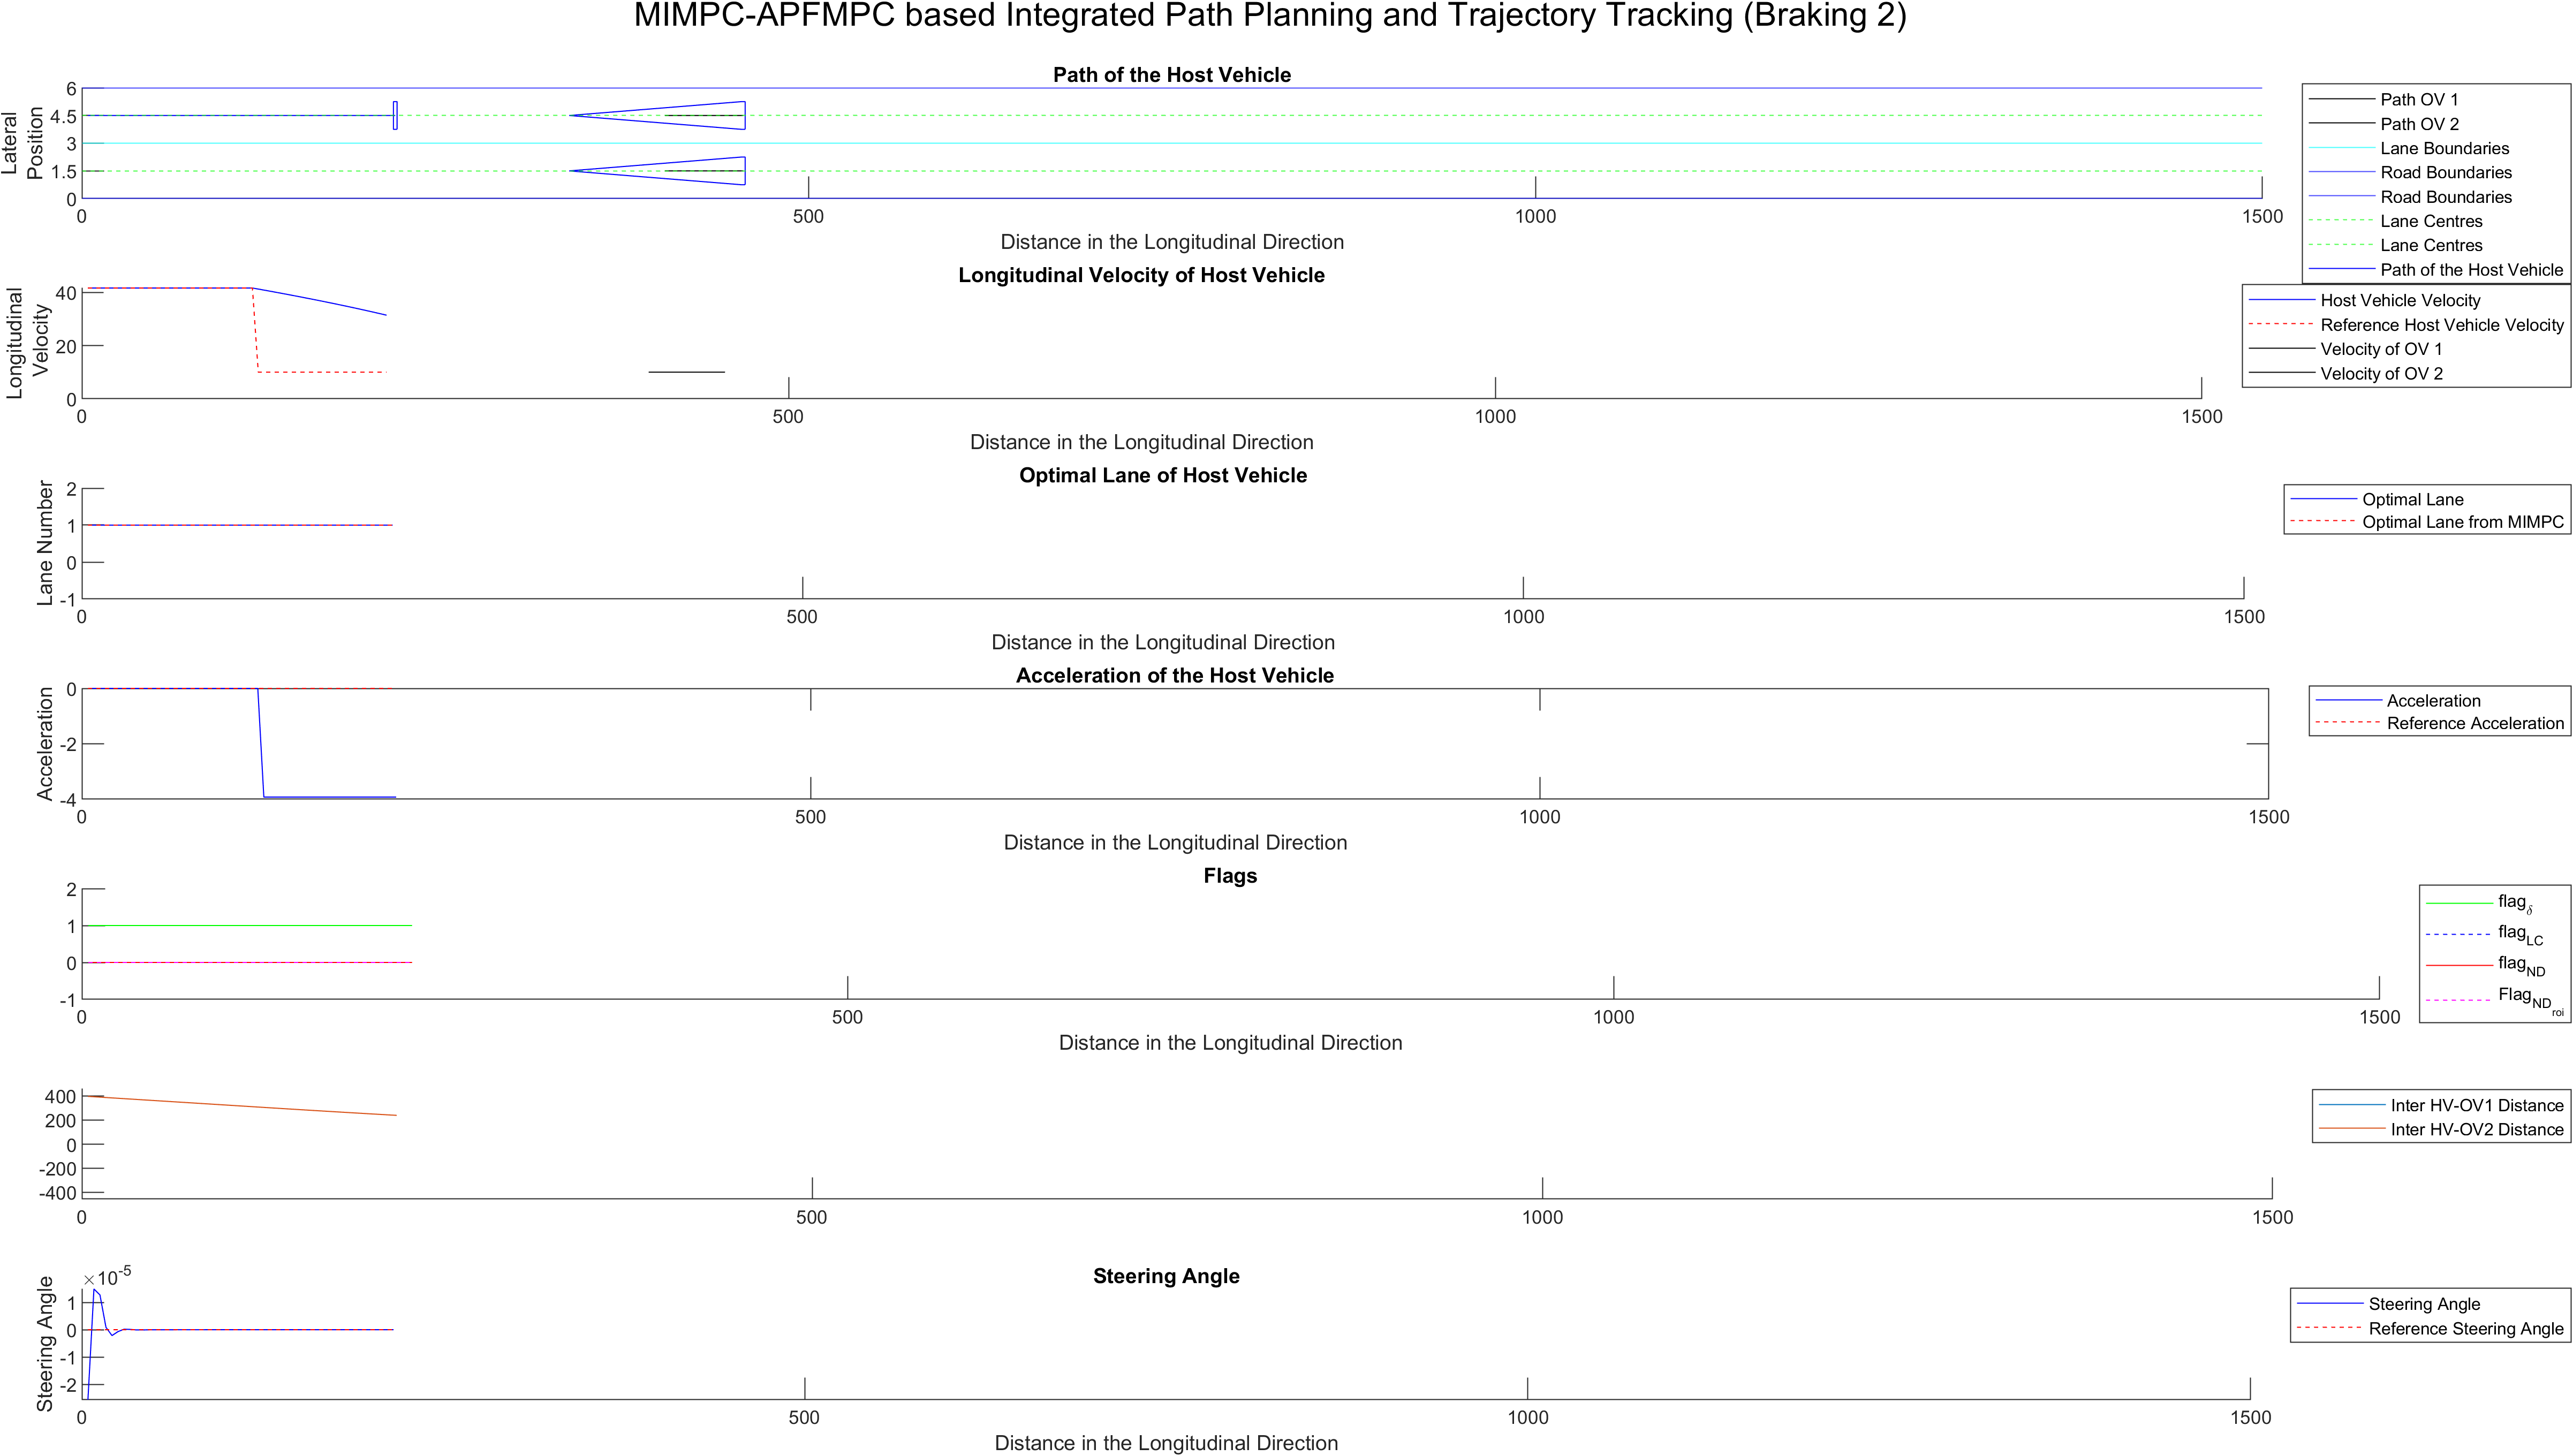 MIMPC-APFMPC based Integrated Path Planning and Trajectory Tracking (Braking 2)
Path of the Host Vehicle
Lateral
Position
6
4.5
3
1.5
0
0
500
1000
1500
Distance in the Longitudinal Direction
Path OV 1
Path OV 2
Lane Boundaries
Road Boundaries
Road Boundaries
Lane Centres
Lane Centres
Path of the Host Vehicle
Longitudinal Velocity of Host Vehicle
Longitudinal
Velocity
40
20
0
0
500
1000
1500
Distance in the Longitudinal Direction
Host Vehicle Velocity
Reference Host Vehicle Velocity
Velocity of OV 1
Velocity of OV 2
Optimal Lane of Host Vehicle
Lane Number
2
1
0
-1
0
500
1000
1500
Distance in the Longitudinal Direction
Optimal Lane
Optimal Lane from MIMPC
Acceleration of the Host Vehicle
Acceleration
0
-2
-4
0
500
1000
1500
Distance in the Longitudinal Direction
Acceleration
Reference Acceleration
Flags
2
1
0
-1
0
500
1000
1500
Distance in the Longitudinal Direction
flagδ
flagLC
flagND
FlagNDroi
400
200
0
-200
-400
0
500
1000
1500
Inter HV-OV1 Distance
Inter HV-OV2 Distance
Steering Angle
×10-5
Steering Angle
1
0
-1
-2
0
500
1000
1500
Distance in the Longitudinal Direction
Steering Angle
Reference Steering Angle